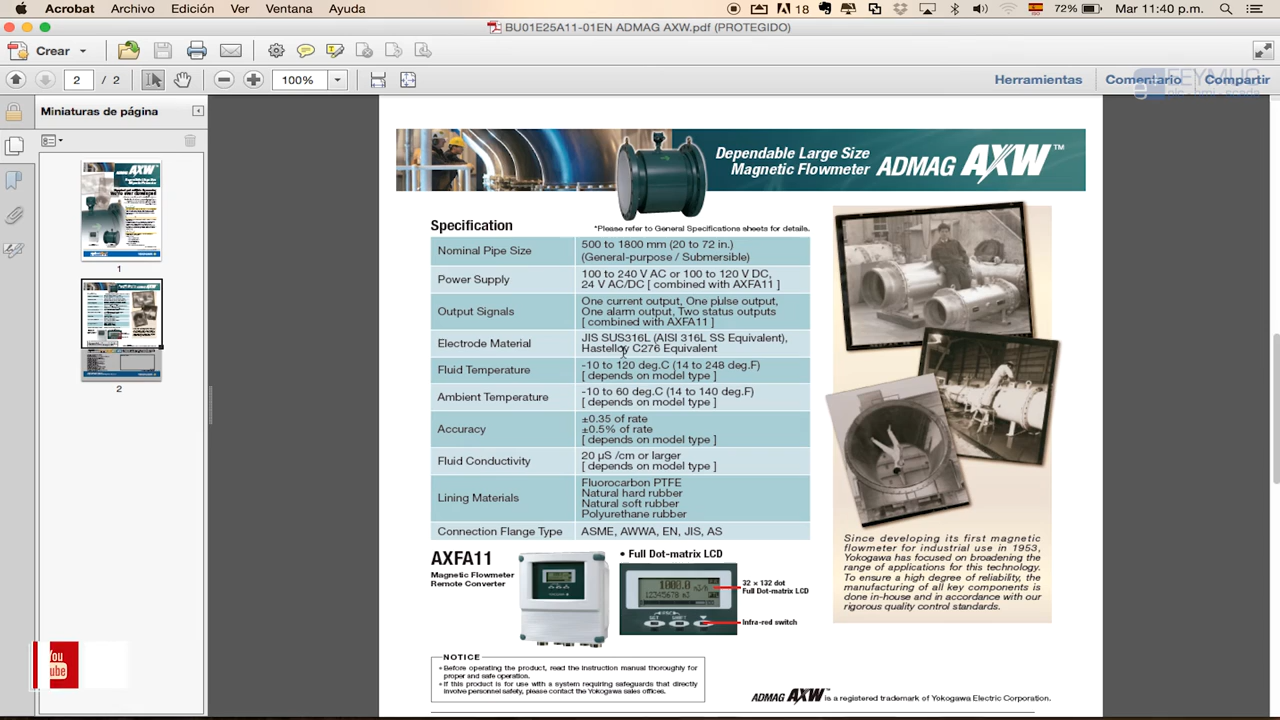 Acrobat Archivo Edición Ver Ventana Ayuda
18 72% Mar 11:40 p.m.
BU01E25A11-01EN ADMAG AXW.pdf (PROTEGIDO)
Crear
2 / 2 100% Herramientas Comentario Compartir
FEYMUO
plc - hmi - scada
Miniaturas de página
1
2
Dependable Large Size
Magnetic Flowmeter ADMAG AXW™
Specification
*Please refer to General Specifications sheets for details.
Nominal Pipe Size
500 to 1800 mm (20 to 72 in.)
(General-purpose / Submersible)
Power Supply
100 to 240 V AC or 100 to 120 V DC,
24 V AC/DC [ combined with AXFA11 ]
Output Signals
One current output, One pulse output,
One alarm output, Two status outputs
[ combined with AXFA11 ]
Electrode Material
JIS SUS316L (AISI 316L SS Equivalent),
Hastelloy C276 Equivalent
Fluid Temperature
-10 to 120 deg.C (14 to 248 deg.F)
[ depends on model type ]
Ambient Temperature
-10 to 60 deg.C (14 to 140 deg.F)
[ depends on model type ]
Accuracy
±0.35 of rate
±0.5% of rate
[ depends on model type ]
Fluid Conductivity
20 µS /cm or larger
[ depends on model type ]
Lining Materials
Fluorocarbon PTFE
Natural hard rubber
Natural soft rubber
Polyurethane rubber
Connection Flange Type
ASME, AWWA, EN, JIS, AS
AXFA11
Magnetic Flowmeter
Remote Converter
• Full Dot-matrix LCD
32 × 132 dot
Full Dot-matrix LCD
Infra-red switch
SET SHIFT
Since developing its first magnetic
flowmeter for industrial use in 1953,
Yokogawa has focused on broadening the
range of applications for this technology.
To ensure a high degree of reliability, the
manufacturing of all key components is
done in-house and in accordance with our
rigorous quality control standards.
NOTICE
• Before operating the product, read the instruction manual thoroughly for
proper and safe operation.
• If this product is for use with a system requiring safeguards that directly
involve personnel safety, please contact the Yokogawa sales offices.
ADMAG AXW™ is a registered trademark of Yokogawa Electric Corporation.
You
Tube